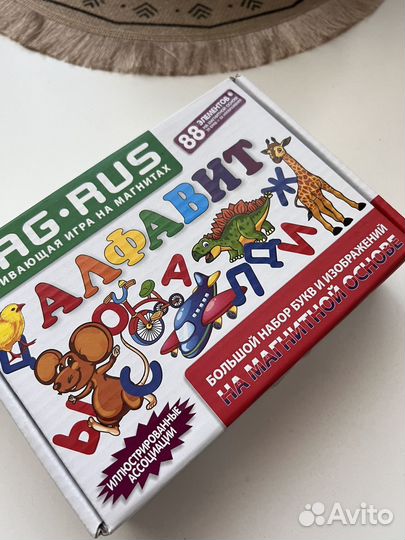 AG•RUS
ИВАЮЩАЯ ИГРА НА МАГНИТАХ
88 ЭЛЕМЕНТОВ
АЛФАВИТ
Ж
А
О
Ы
С
Л
Д
И
БОЛЬШОЙ НАБОР БУКВ И ИЗОБРАЖЕНИЙ
НА МАГНИТНОЙ ОСНОВЕ
ИЛЛЮСТРИРОВАННЫЕ
АССОЦИАЦИИ
Avito